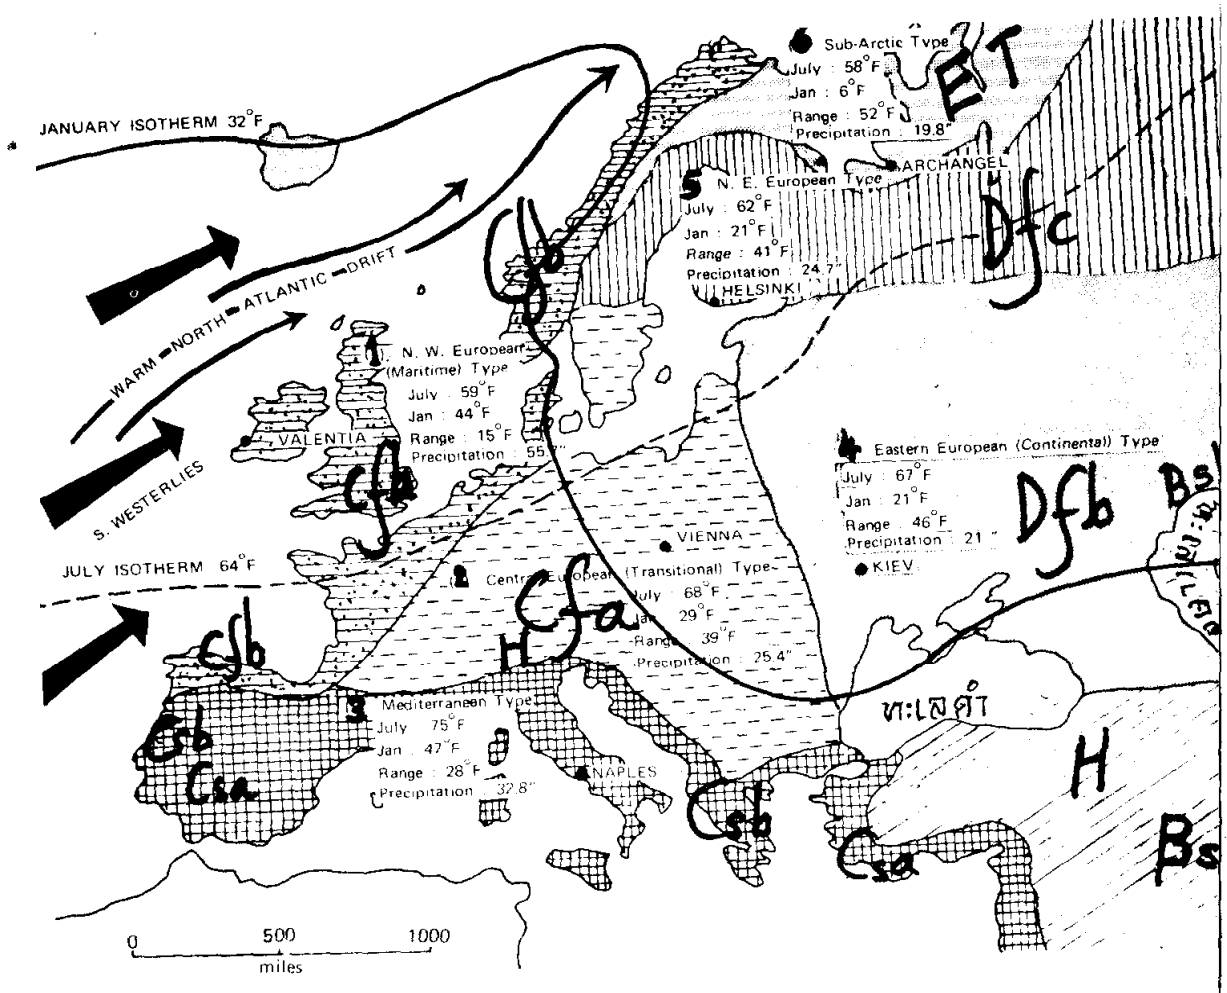 6 Sub-Arctic Type
July : 58°F
Jan : 6°F
Range : 52°F
Precipitation : 19.8"
ET
JANUARY ISOTHERM 32°F
ARCHANGEL
5 N. E. European Type
July : 62°F
Jan : 21°F
Range : 41°F
Precipitation : 24.7"
HELSINKI
Dfc
Cfb
WARM NORTH ATLANTIC DRIFT
1 N. W. European
(Maritime) Type
July : 59°F
Jan : 44°F
Range : 15°F
Precipitation : 55
VALENTIA
S. WESTERLIES
4 Eastern European (Continental) Type
July : 67°F
Jan : 21°F
Range : 46°F
Precipitation : 21 "
KIEV
Dfb
Bs
VIENNA
JULY ISOTHERM 64°F
2 Central European (Transitional) Type
July : 68°F
Jan : 29°F
Range : 39°F
Precipitation : 25.4"
Cfa
H
Cfb
3 Mediterranean Type
July 75°F
Jan : 47°F
Range : 28°F
Precipitation : 32.8"
Csb
Csa
NAPLES
ทะเลดำ
H
Csb
Csa
Bs
0 500 1000
miles